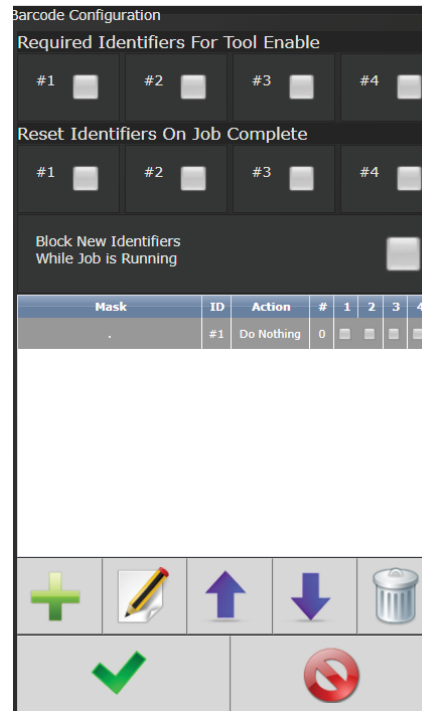 Barcode Configuration
Required Identifiers For Tool Enable
#1 #2 #3 #4
Reset Identifiers On Job Complete
#1 #2 #3 #4
Block New Identifiers
While Job is Running
Mask ID Action # 1 2 3 4
. #1 Do Nothing 0